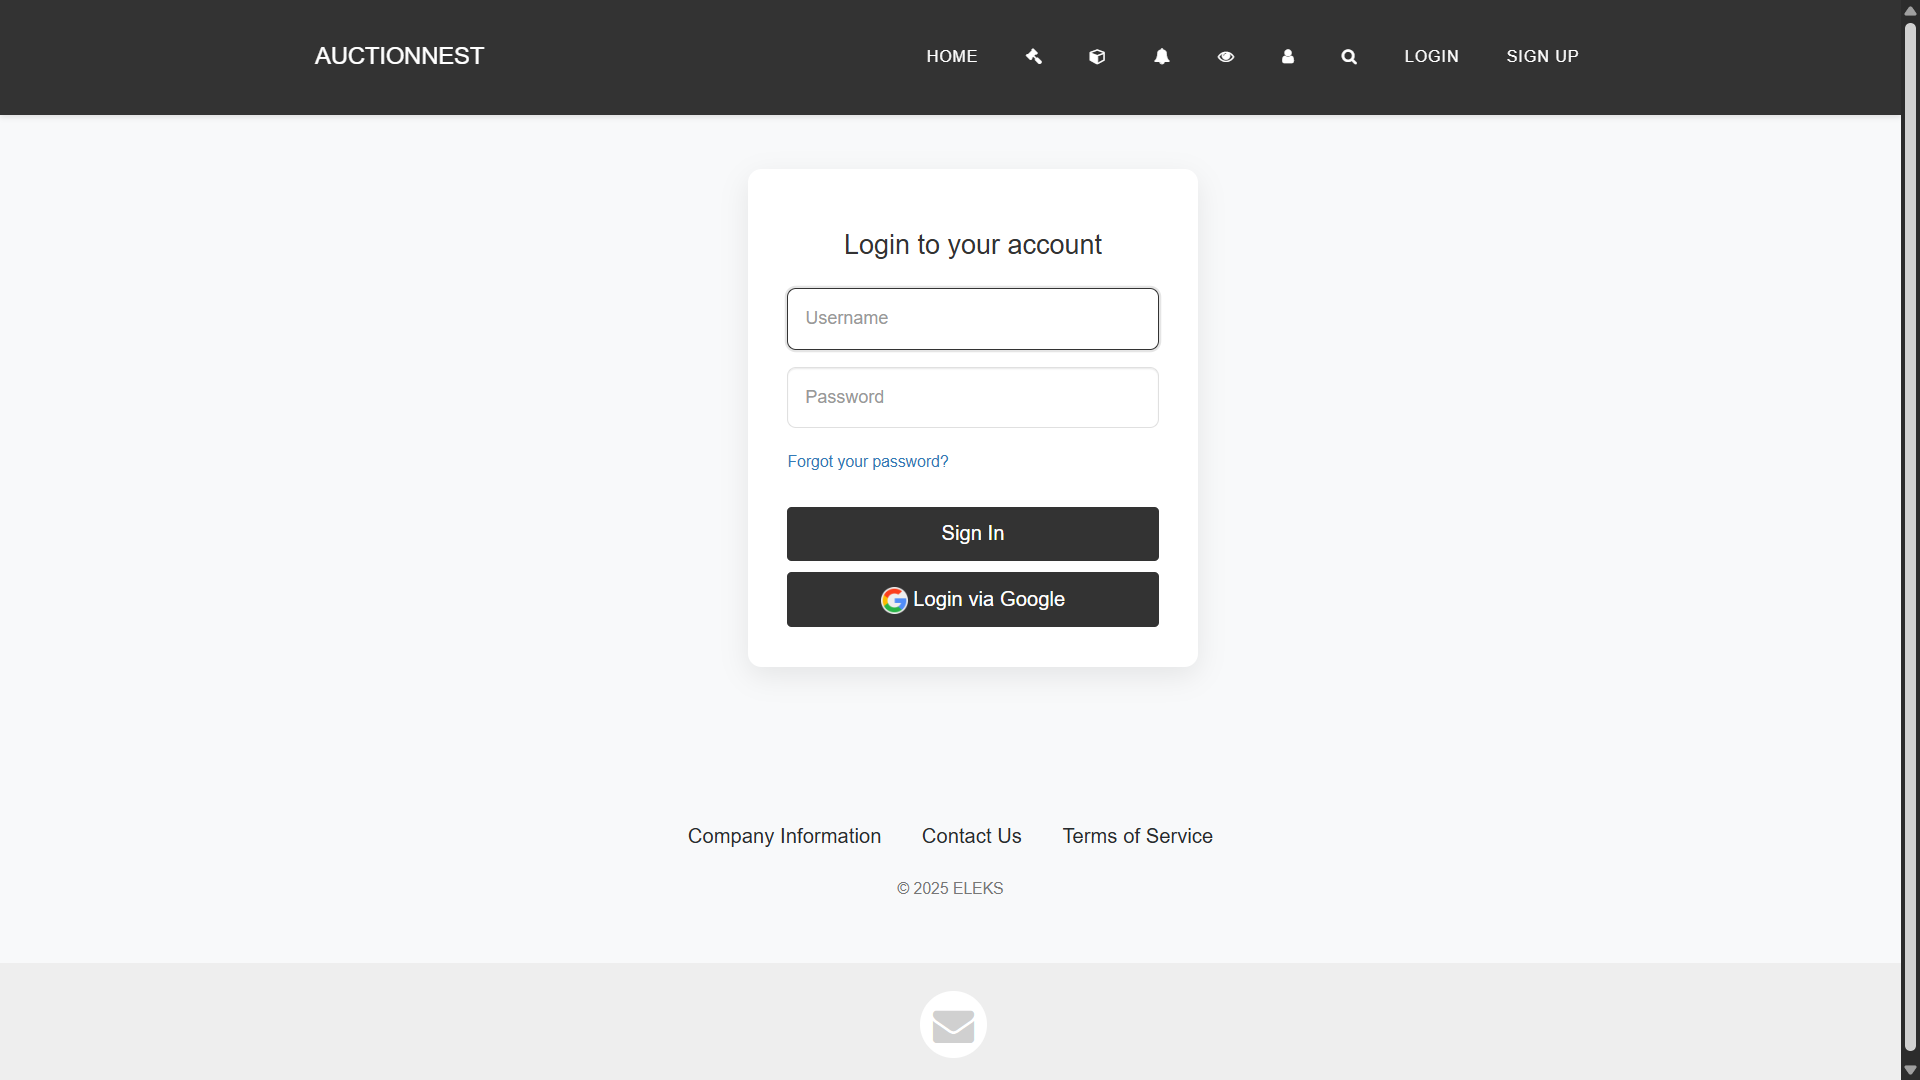 AUCTIONNEST HOME LOGIN SIGN UP
Login to your account
Username
Password
Forgot your password?
Sign In
Login via Google
Company Information Contact Us Terms of Service
© 2025 ELEKS